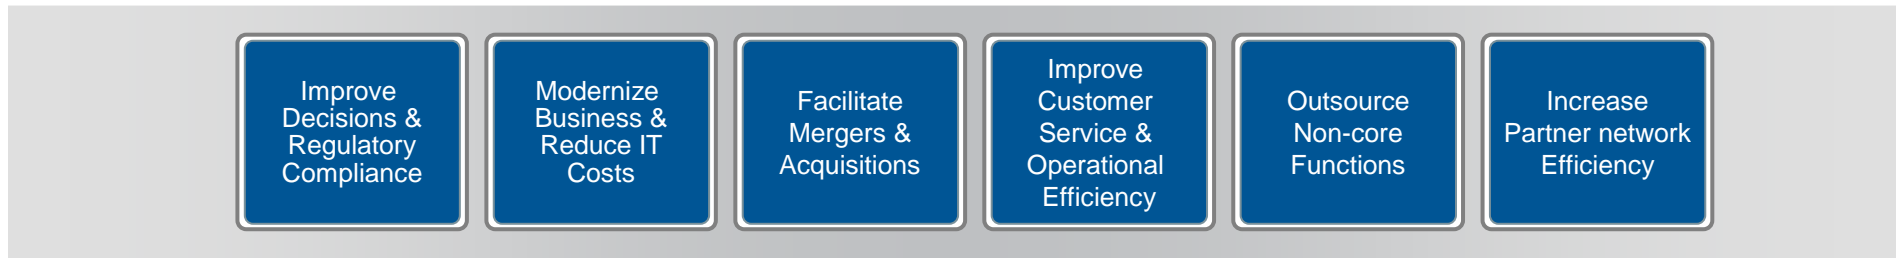 Improve
Decisions &
Regulatory
Compliance
Modernize
Business &
Reduce IT
Costs
Facilitate
Mergers &
Acquisitions
Improve
Customer
Service &
Operational
Efficiency
Outsource
Non-core
Functions
Increase
Partner network
Efficiency